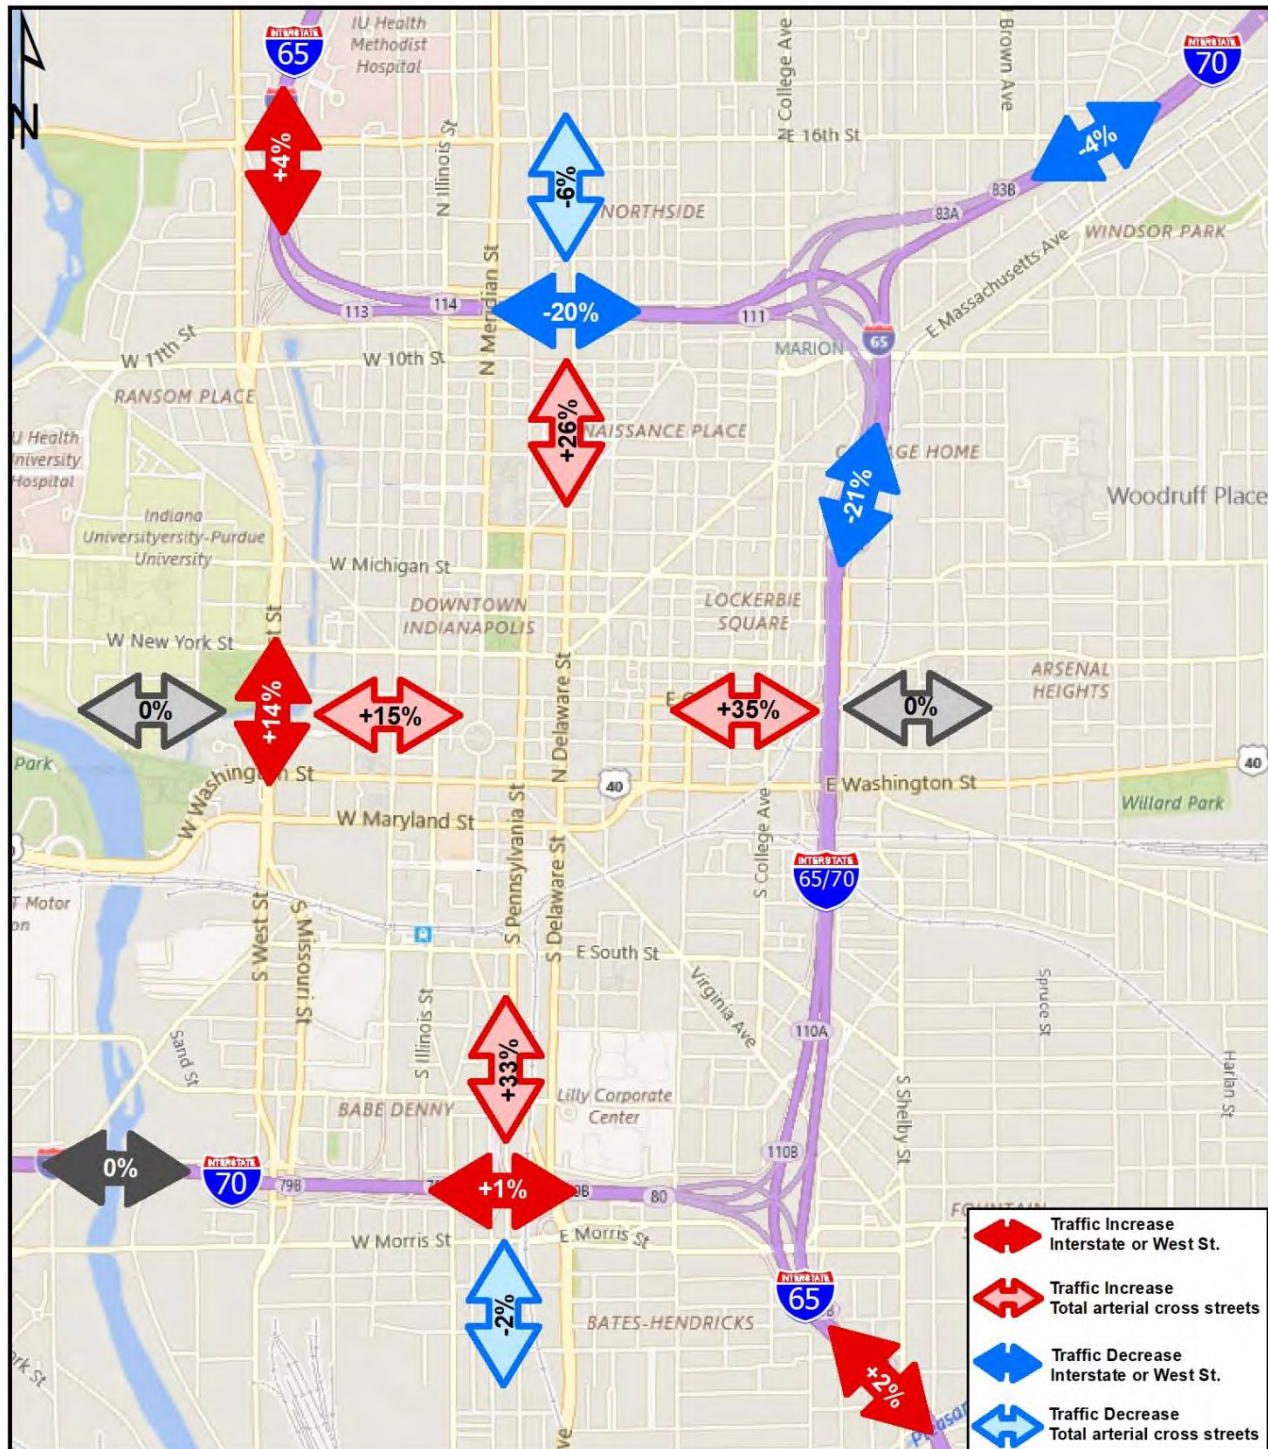 N
IU Health
Methodist
Hospital
INTERSTATE
65
INTERSTATE
70
N College Ave
Brown Ave
E 16th St
N Illinois St
+4%
-6%
-4%
NORTHSIDE
83B
83A
WINDSOR PARK
N Meridian St
E Massachusetts Ave
113
114
-20%
111
65
MARION
W 11th St
W 10th St
RANSOM PLACE
+26%
NAISSANCE PLACE
AGE HOME
U Health
niversity
Hospital
-21%
Woodruff Place
Indiana
Universityersity-Purdue
University
W Michigan St
DOWNTOWN
INDIANAPOLIS
LOCKERBIE
SQUARE
W New York St
st St
ARSENAL
HEIGHTS
0%
+14%
+15%
N Delaware St
+35%
0%
Park
W Washington St
40
E Washington St
40
Willard Park
W Maryland St
S Pennsylvania St
S College Ave
INTERSTATE
65/70
T Motor
on
S West St
S Missouri St
S Delaware St
E South St
Virginia Ave
Spruce St
Sand St
S Illinois St
110A
+33%
Lilly Corporate
Center
S Shelby St
Harlan St
BABE DENNY
110B
0%
INTERSTATE
70
79B
+1%
80
W Morris St
E Morris St
INTERSTATE
65
-2%
BATES-HENDRICKS
+2%
Traffic Increase
Interstate or West St.
Traffic Increase
Total arterial cross streets
Traffic Decrease
Interstate or West St.
Traffic Decrease
Total arterial cross streets